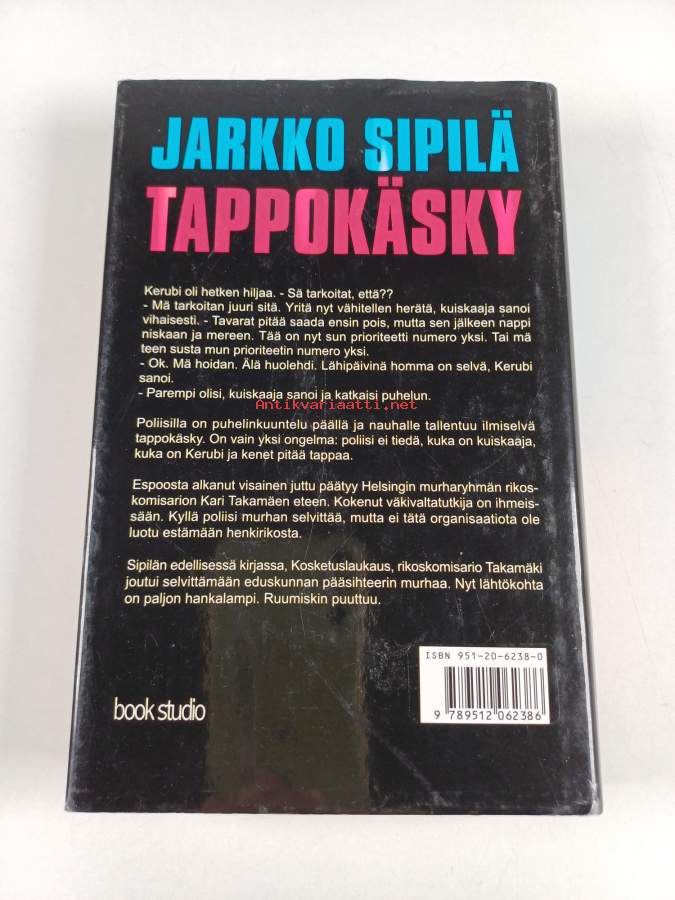 JARKKO SIPILÄ
TAPPOKÄSKY
Kerubi oli hetken hiljaa. - Sä tarkoitat, että??
- Mä tarkoitan juuri sitä. Yritä nyt vähitellen herätä, kuiskaaja sanoi
vihaisesti. - Tavarat pitää saada ensin pois, mutta sen jälkeen nappi
niskaan ja mereen. Tää on nyt sun prioriteetti numero yksi. Tai mä
teen susta mun prioriteetin numero yksi.
- Ok. Mä hoidan. Älä huolehdi. Lähipäivinä homma on selvä, Kerubi
sanoi.
- Parempi olisi, kuiskaaja sanoi ja katkaisi puhelun.
Antikvariaatti.net
Poliisilla on puhelinkuuntelu päällä ja nauhalle tallentuu ilmiselvä
tappokäsky. On vain yksi ongelma: poliisi ei tiedä, kuka on kuiskaaja,
kuka on Kerubi ja kenet pitää tappaa.
Espoosta alkanut visainen juttu päätyy Helsingin murharyhmän rikos-
komisarion Kari Takamäen eteen. Kokenut väkivaltatutkija on ihmeis-
sään. Kyllä poliisi murhan selvittää, mutta ei tätä organisaatiota ole
luotu estämään henkirikosta.
Sipilän edellisessä kirjassa, Kosketuslaukaus, rikoskomisario Takamäki
joutui selvittämään eduskunnan pääsihteerin murhaa. Nyt lähtökohta
on paljon hankalampi. Ruumiskin puuttuu.
ISBN 951-20-6238-0
9 789512 062386
book studio